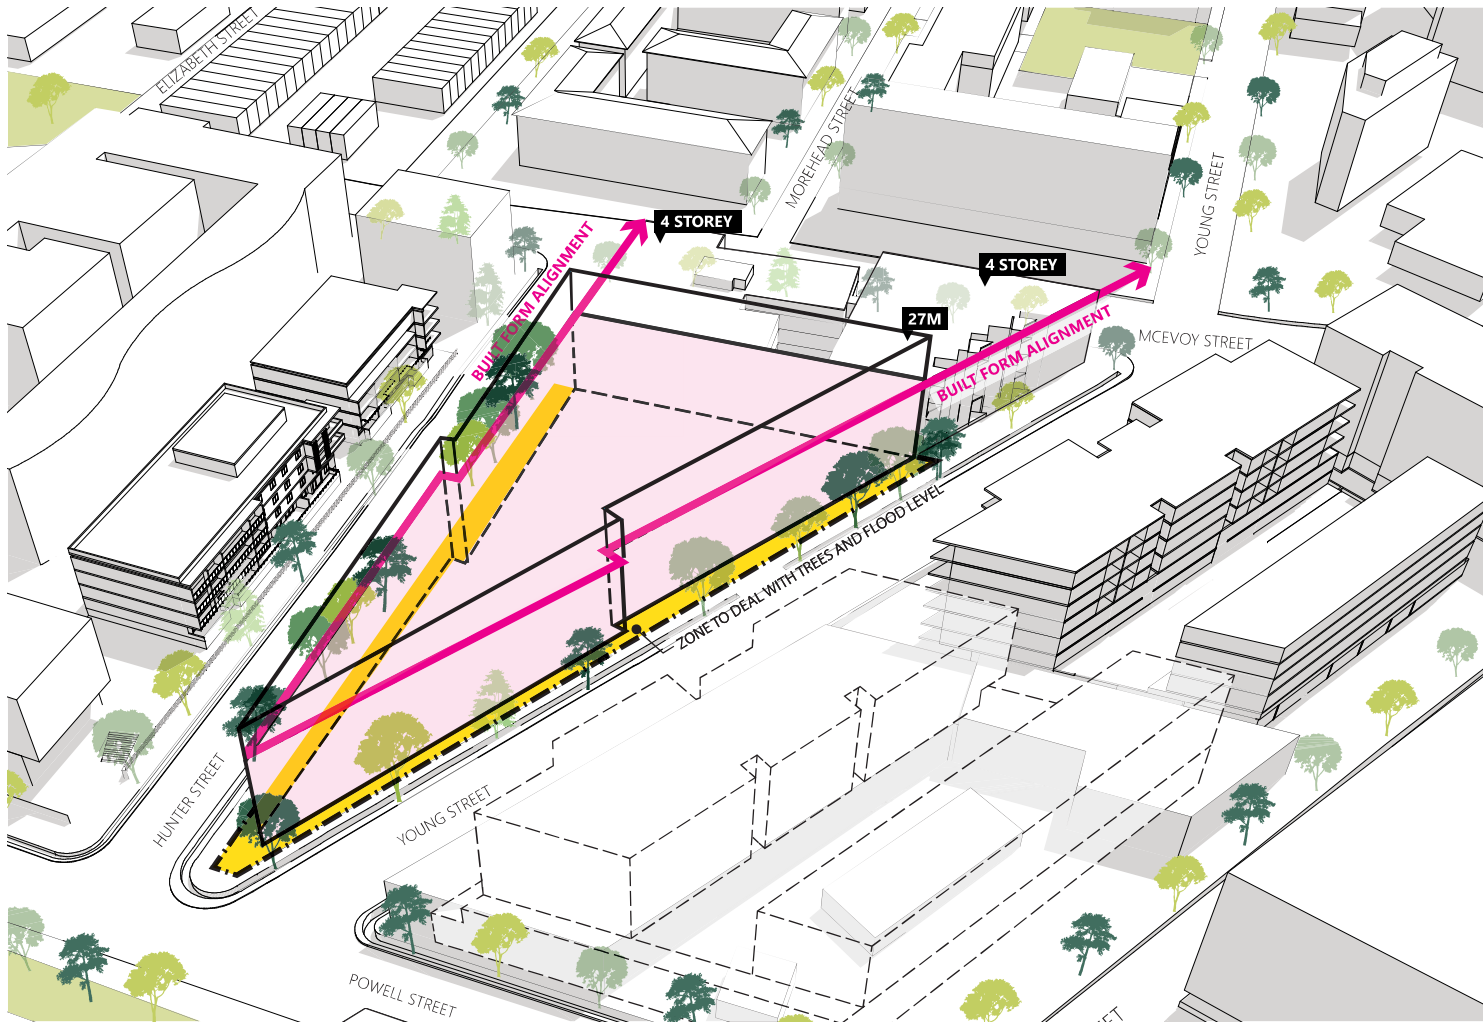 ELIZABETH STREET
MOREHEAD STREET
YOUNG STREET
4 STOREY
BUILT FORM ALIGNMENT
4 STOREY
27M
BUILT FORM ALIGNMENT
MCEVOY STREET
ZONE TO DEAL WITH TREES AND FLOOD LEVEL
HUNTER STREET
YOUNG STREET
POWELL STREET
STREET